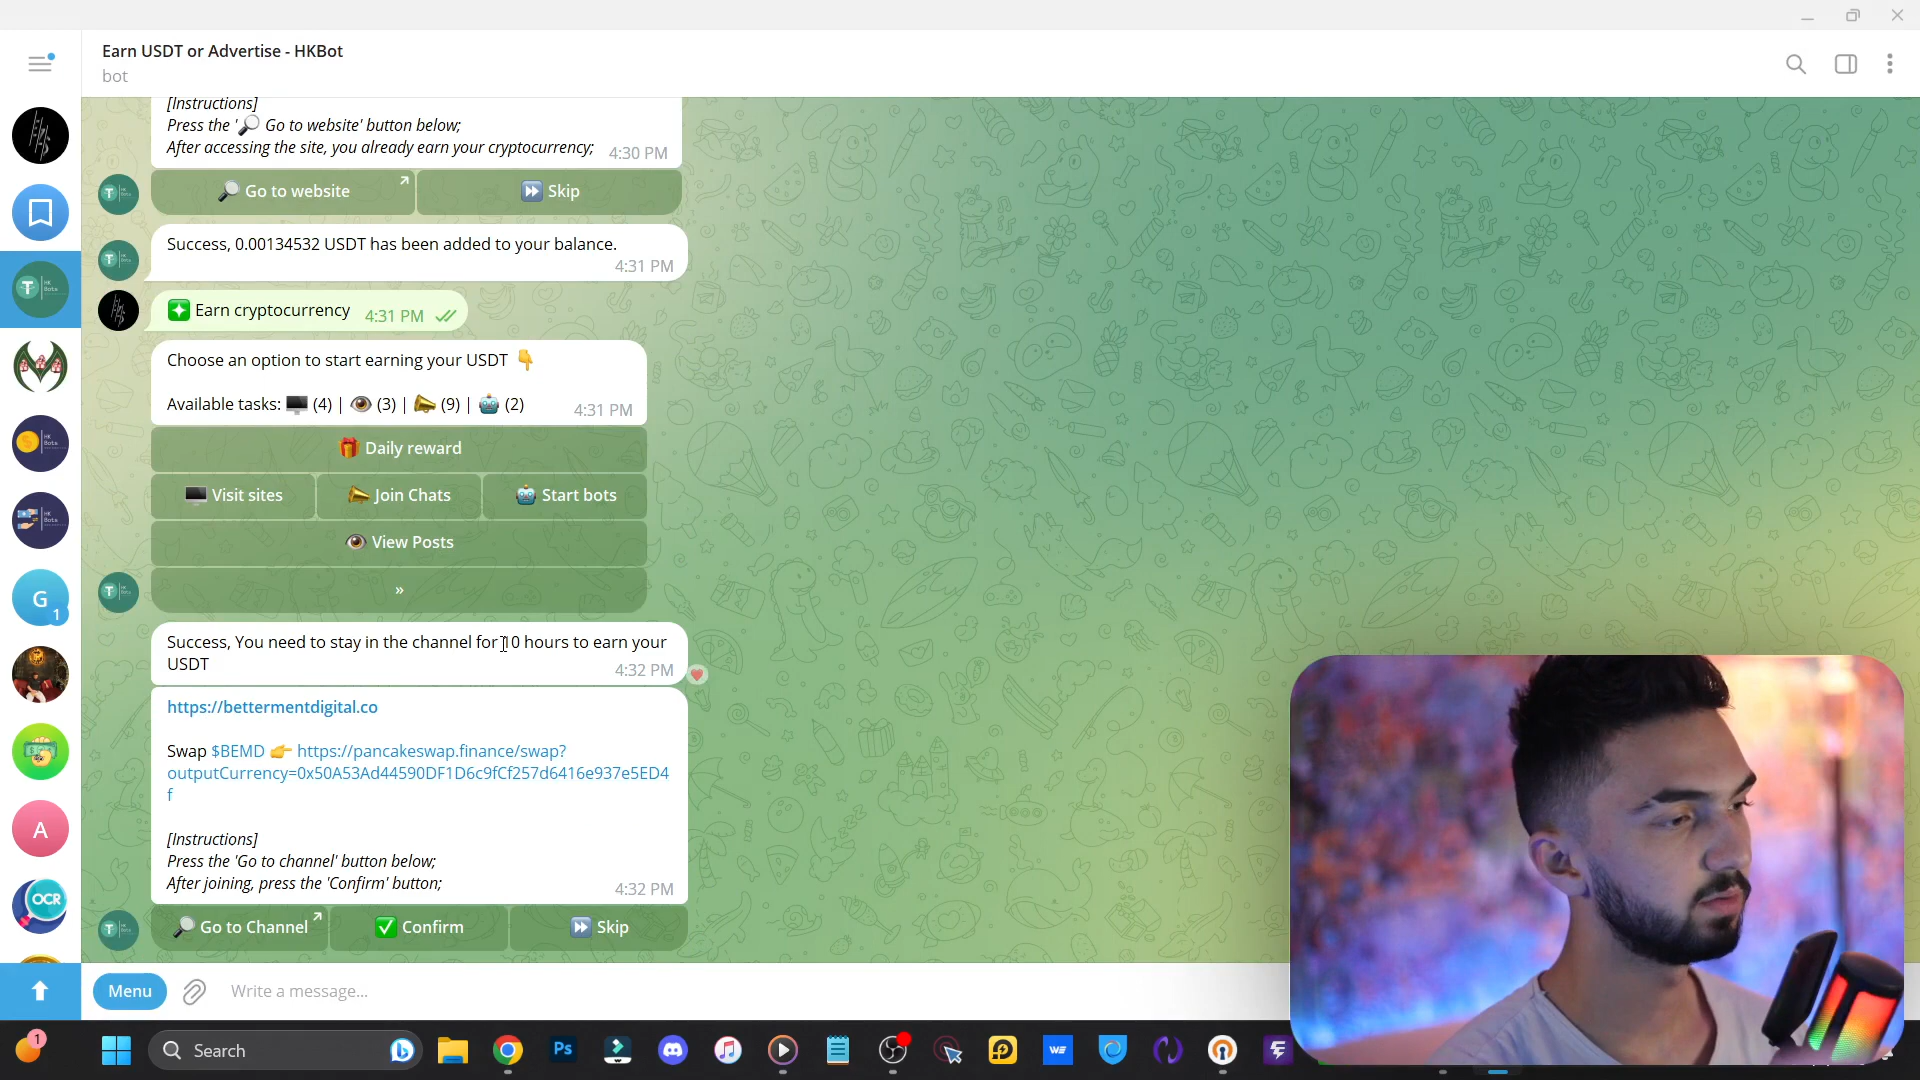 Earn USDT or Advertise - HKBot
bot
[Instructions]
Press the '🔎 Go to website' button below;
After accessing the site, you already earn your cryptocurrency;
4:30 PM
Go to website
Skip
Success, 0.00134532 USDT has been added to your balance.
4:31 PM
Earn cryptocurrency 4:31 PM
Choose an option to start earning your USDT 👇
Available tasks: 🖥️ (4) | 👁️ (3) | 📣 (9) | 🤖 (2)
4:31 PM
Daily reward
Visit sites
Join Chats
Start bots
View Posts
»
Success, You need to stay in the channel for 10 hours to earn your
USDT
4:32 PM
https://bettermentdigital.co
Swap $BEMD 👉 https://pancakeswap.finance/swap?
outputCurrency=0x50A53Ad44590DF1D6c9fCf257d6416e937e5ED4
f
[Instructions]
Press the 'Go to channel' button below;
After joining, press the 'Confirm' button;
4:32 PM
Go to Channel
Confirm
Skip
G
1
A
OCR
Menu
Write a message...
1
Search
Ps
WE